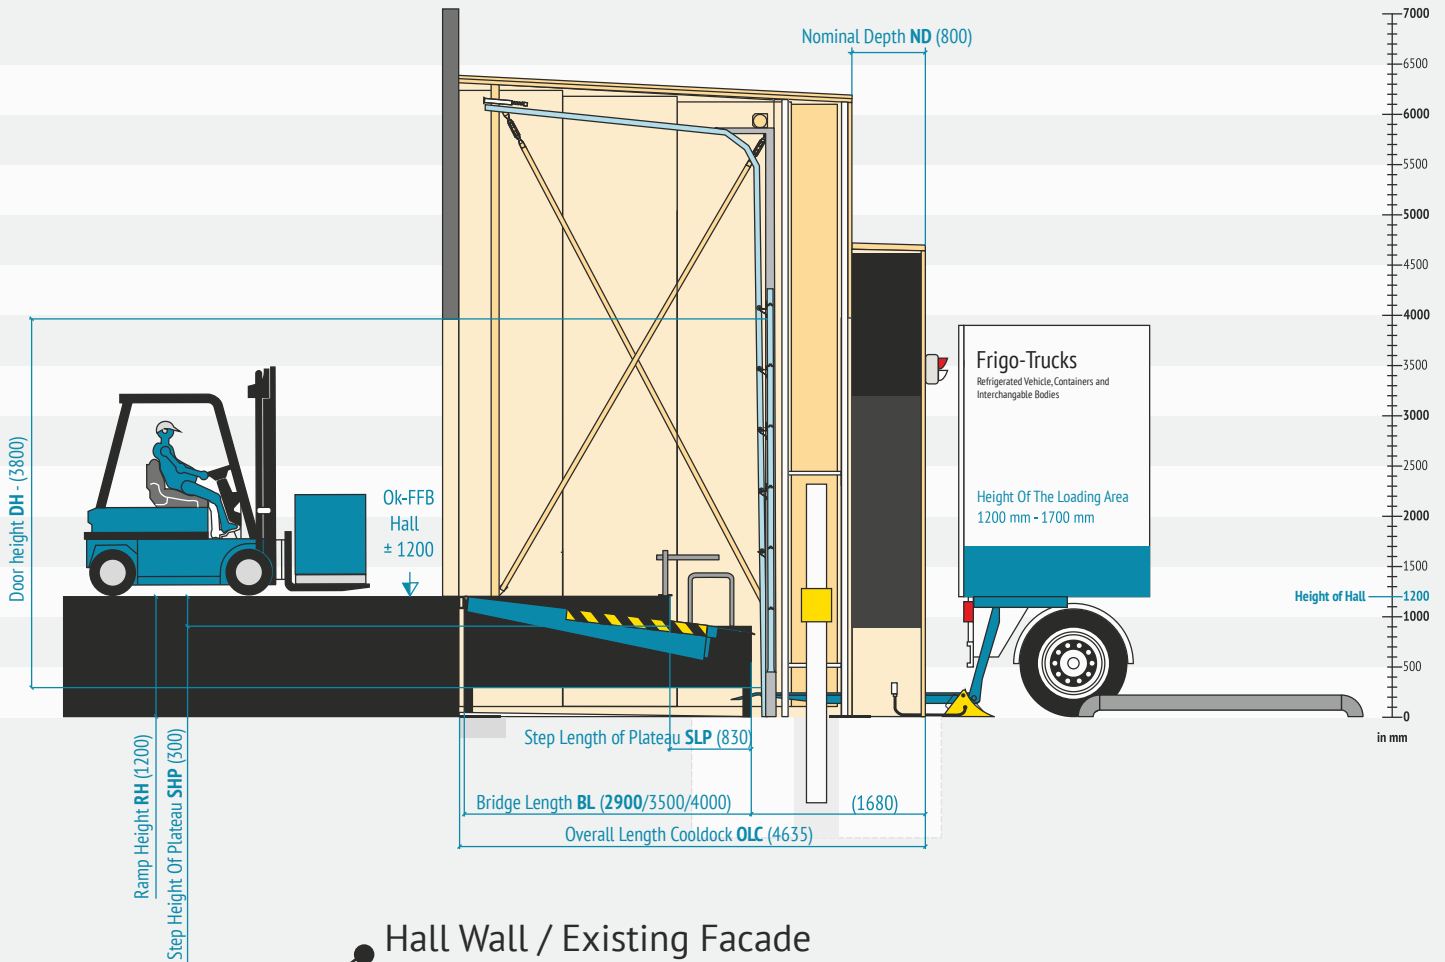 Nominal Depth ND (800)
7000
6500
6000
5500
5000
4500
4000
3500
3000
2500
2000
1500
Height of Hall
1200
1000
500
0
in mm
Frigo-Trucks
Refrigerated Vehicle, Containers and
Interchangable Bodies
Height Of The Loading Area
1200 mm - 1700 mm
Door height DH - (3800)
Ok-FFB
Hall
± 1200
Ramp Height RH (1200)
Step Height Of Plateau SHP (300)
Step Length of Plateau SLP (830)
Bridge Length BL (2900/3500/4000)
(1680)
Overall Length Cooldock OLC (4635)
Hall Wall / Existing Facade